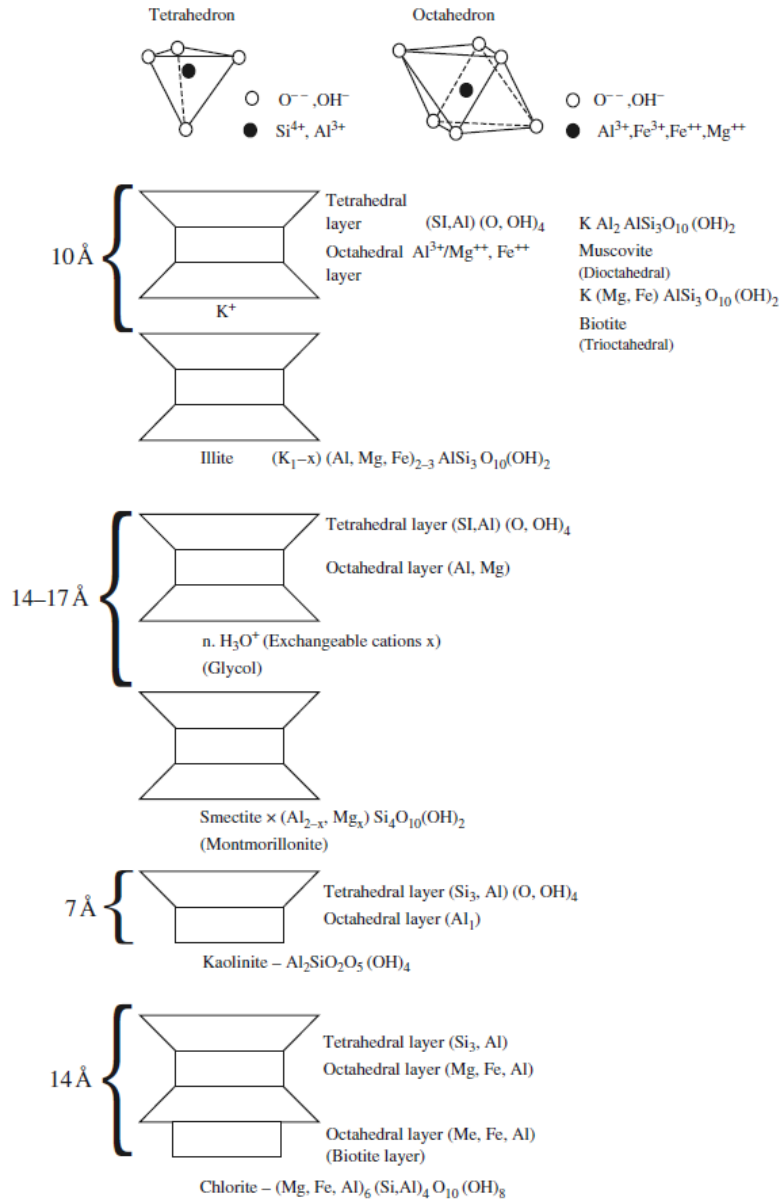 Tetrahedron
Octahedron
O⁻⁻ ,OH⁻
Si⁴⁺, Al³⁺
O⁻⁻ ,OH⁻
Al³⁺,Fe³⁺,Fe⁺⁺,Mg⁺⁺
10 Å
Tetrahedral
layer (SI,Al) (O, OH)₄
Octahedral Al³⁺/Mg⁺⁺, Fe⁺⁺
layer
K⁺
K Al₂ AlSi₃O₁₀(OH)₂
Muscovite
(Dioctahedral)
K (Mg, Fe) AlSi₃ O₁₀(OH)₂
Biotite
(Trioctahedral)
Illite (K₁–x) (Al, Mg, Fe)₂₋₃ AlSi₃ O₁₀(OH)₂
14–17 Å
Tetrahedral layer (SI,Al) (O, OH)₄
Octahedral layer (Al, Mg)
n. H₃O⁺ (Exchangeable cations x)
(Glycol)
Smectite × (Al₂₋ₓ, Mgₓ) Si₄O₁₀(OH)₂
(Montmorillonite)
7 Å
Tetrahedral layer (Si₃, Al) (O, OH)₄
Octahedral layer (Al₁)
Kaolinite – Al₂SiO₂O₅ (OH)₄
14 Å
Tetrahedral layer (Si₃, Al)
Octahedral layer (Mg, Fe, Al)
Octahedral layer (Me, Fe, Al)
(Biotite layer)
Chlorite – (Mg, Fe, Al)₆ (Si,Al)₄ O₁₀ (OH)₈